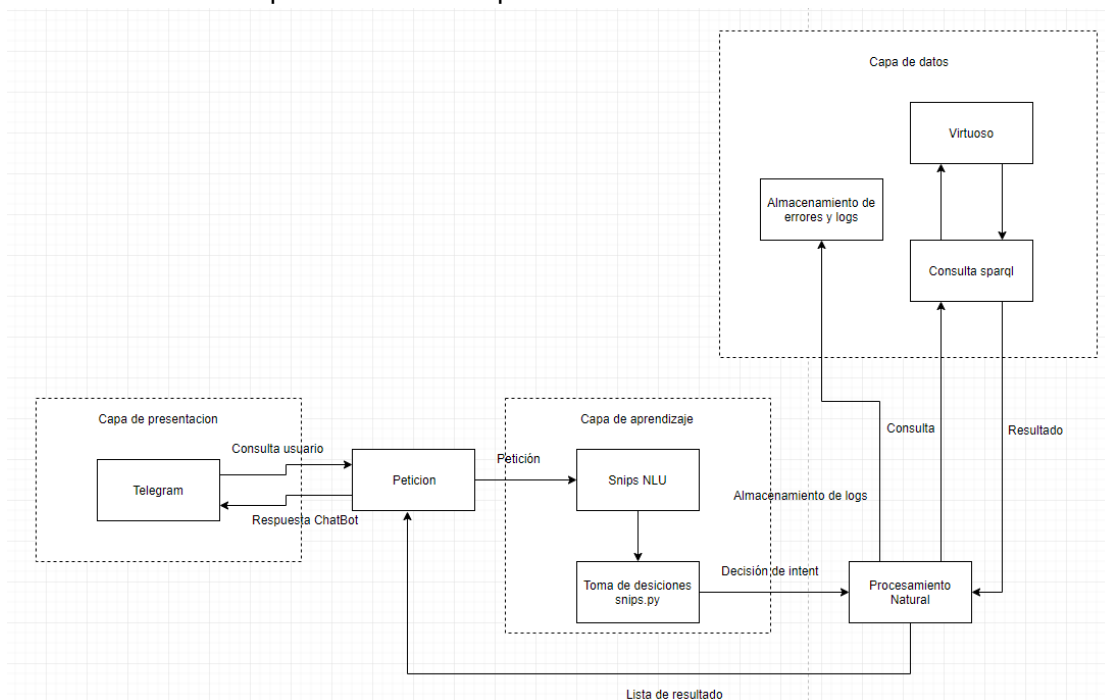 Capa de datos
Virtuoso
Almacenamiento de
errores y logs
Consulta sparql
Capa de presentacion
Capa de aprendizaje
Consulta usuario
Consulta
Resultado
Petición
Telegram
Peticion
Snips NLU
Almacenamiento de logs
Respuesta ChatBot
Decisión de intent
Toma de desiciones
snips.py
Procesamiento
Natural
Lista de resultado